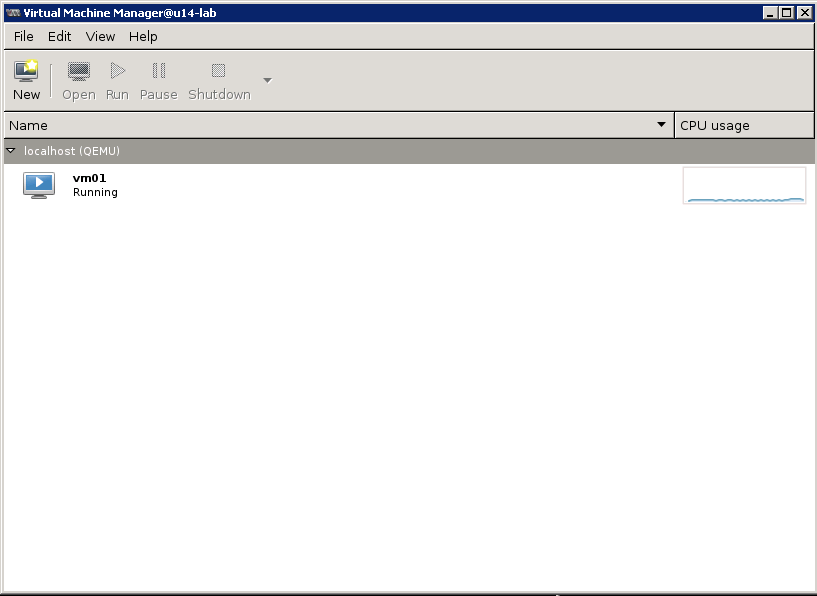 Virtual Machine Manager@u14-lab
File Edit View Help
New Open Run Pause Shutdown
Name CPU usage
localhost (QEMU)
vm01
Running